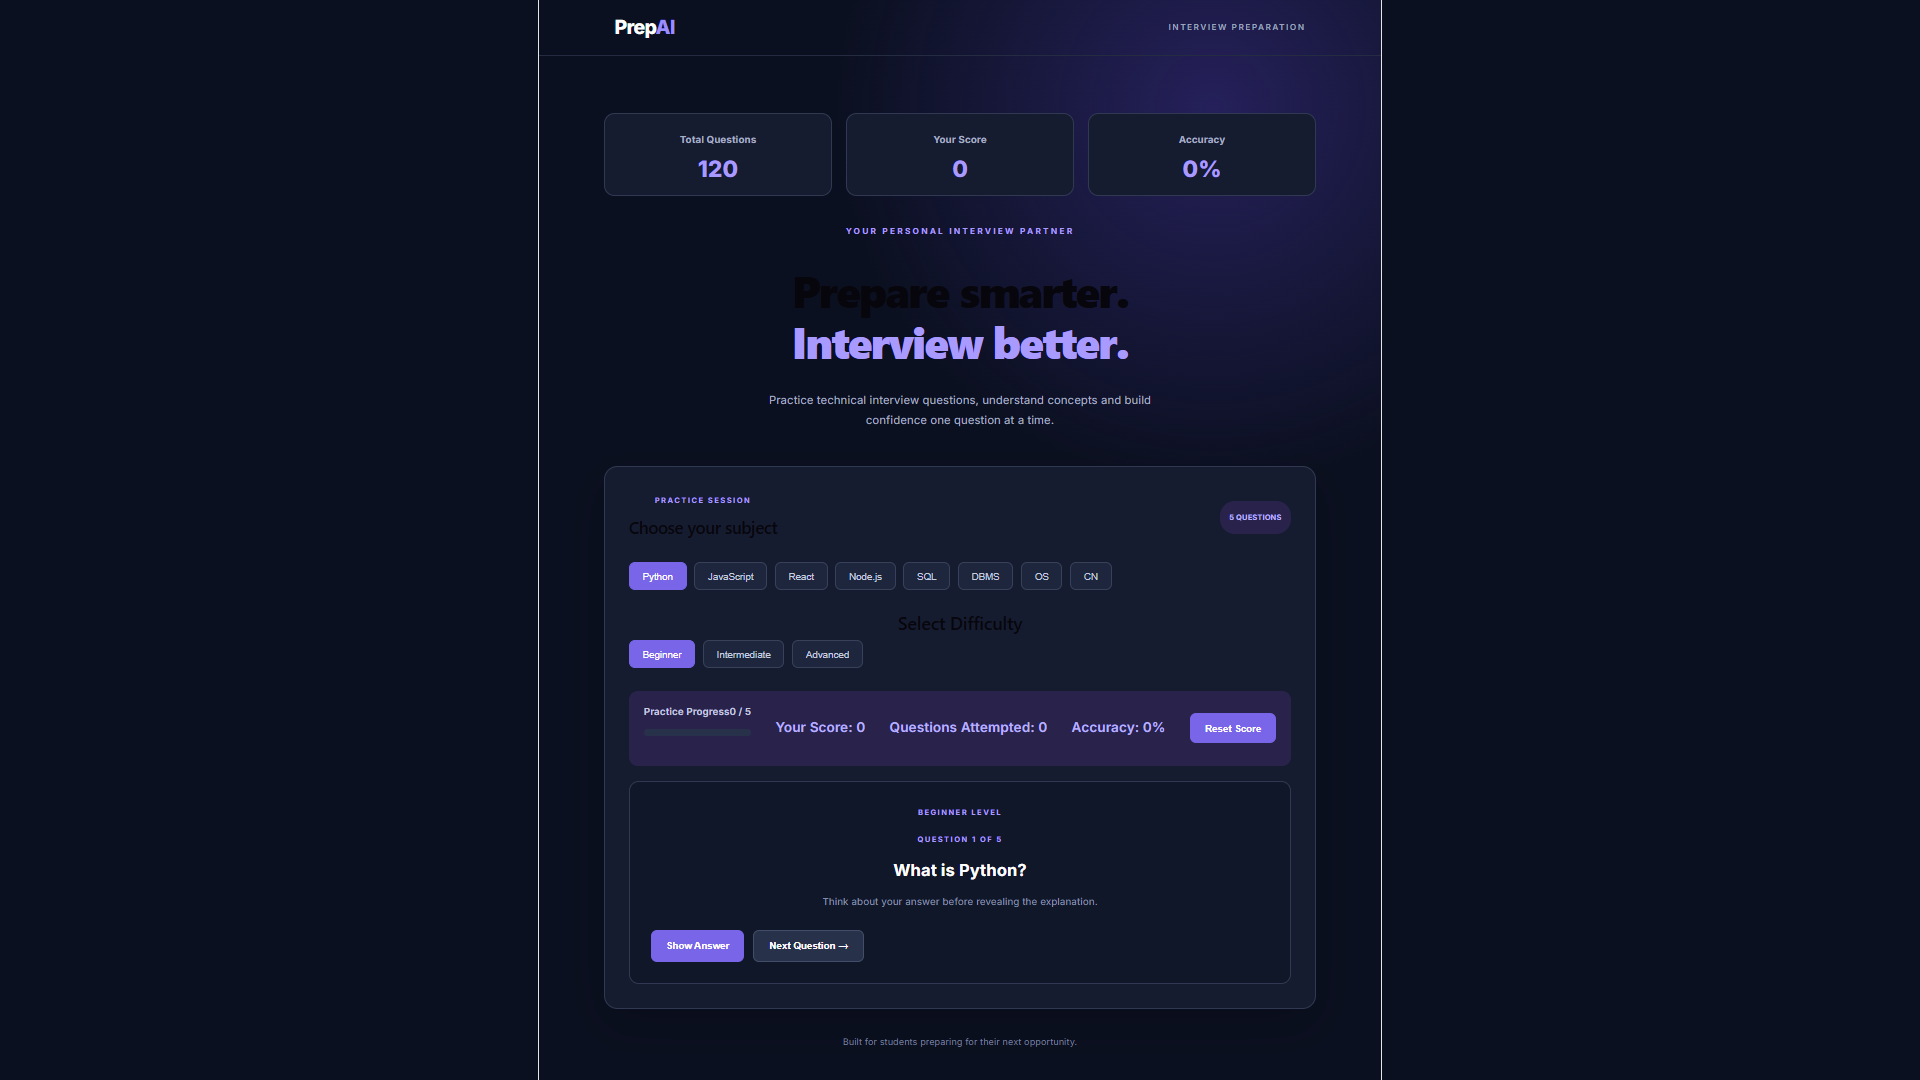 PrepAI
INTERVIEW PREPARATION
Total Questions
120
Your Score
0
Accuracy
0%
YOUR PERSONAL INTERVIEW PARTNER
Prepare smarter.
Interview better.
Practice technical interview questions, understand concepts and build
confidence one question at a time.
PRACTICE SESSION
Choose your subject
5 QUESTIONS
Python JavaScript React Node.js SQL DBMS OS CN
Select Difficulty
Beginner Intermediate Advanced
Practice Progress0 / 5
Your Score: 0 Questions Attempted: 0 Accuracy: 0% Reset Score
BEGINNER LEVEL
QUESTION 1 OF 5
What is Python?
Think about your answer before revealing the explanation.
Show Answer Next Question →
Built for students preparing for their next opportunity.